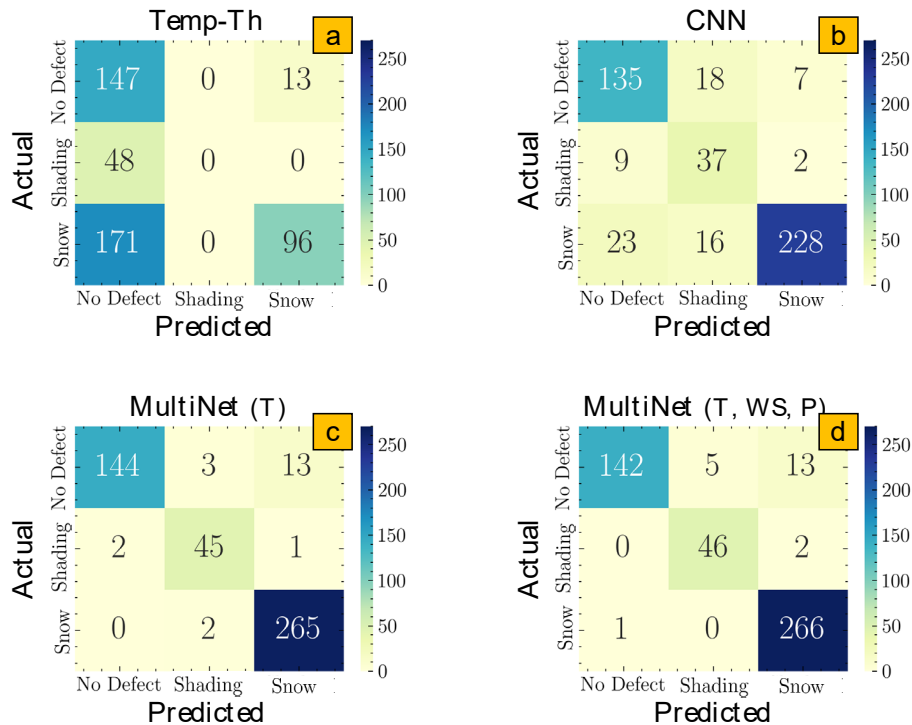 Temp-Th
a
No Defect
147 0 13
250
200
Actual
Shading
48 0 0
150
100
Snow
171 0 96
50
0
No Defect Shading Snow
Predicted
CNN
b
No Defect
135 18 7
250
200
Actual
Shading
9 37 2
150
100
Snow
23 16 228
50
0
No Defect Shading Snow
Predicted
MultiNet (T)
c
No Defect
144 3 13
250
200
Actual
Shading
2 45 1
150
100
Snow
0 2 265
50
0
No Defect Shading Snow
Predicted
MultiNet (T, WS, P)
d
No Defect
142 5 13
250
200
Actual
Shading
0 46 2
150
100
Snow
1 0 266
50
0
No Defect Shading Snow
Predicted